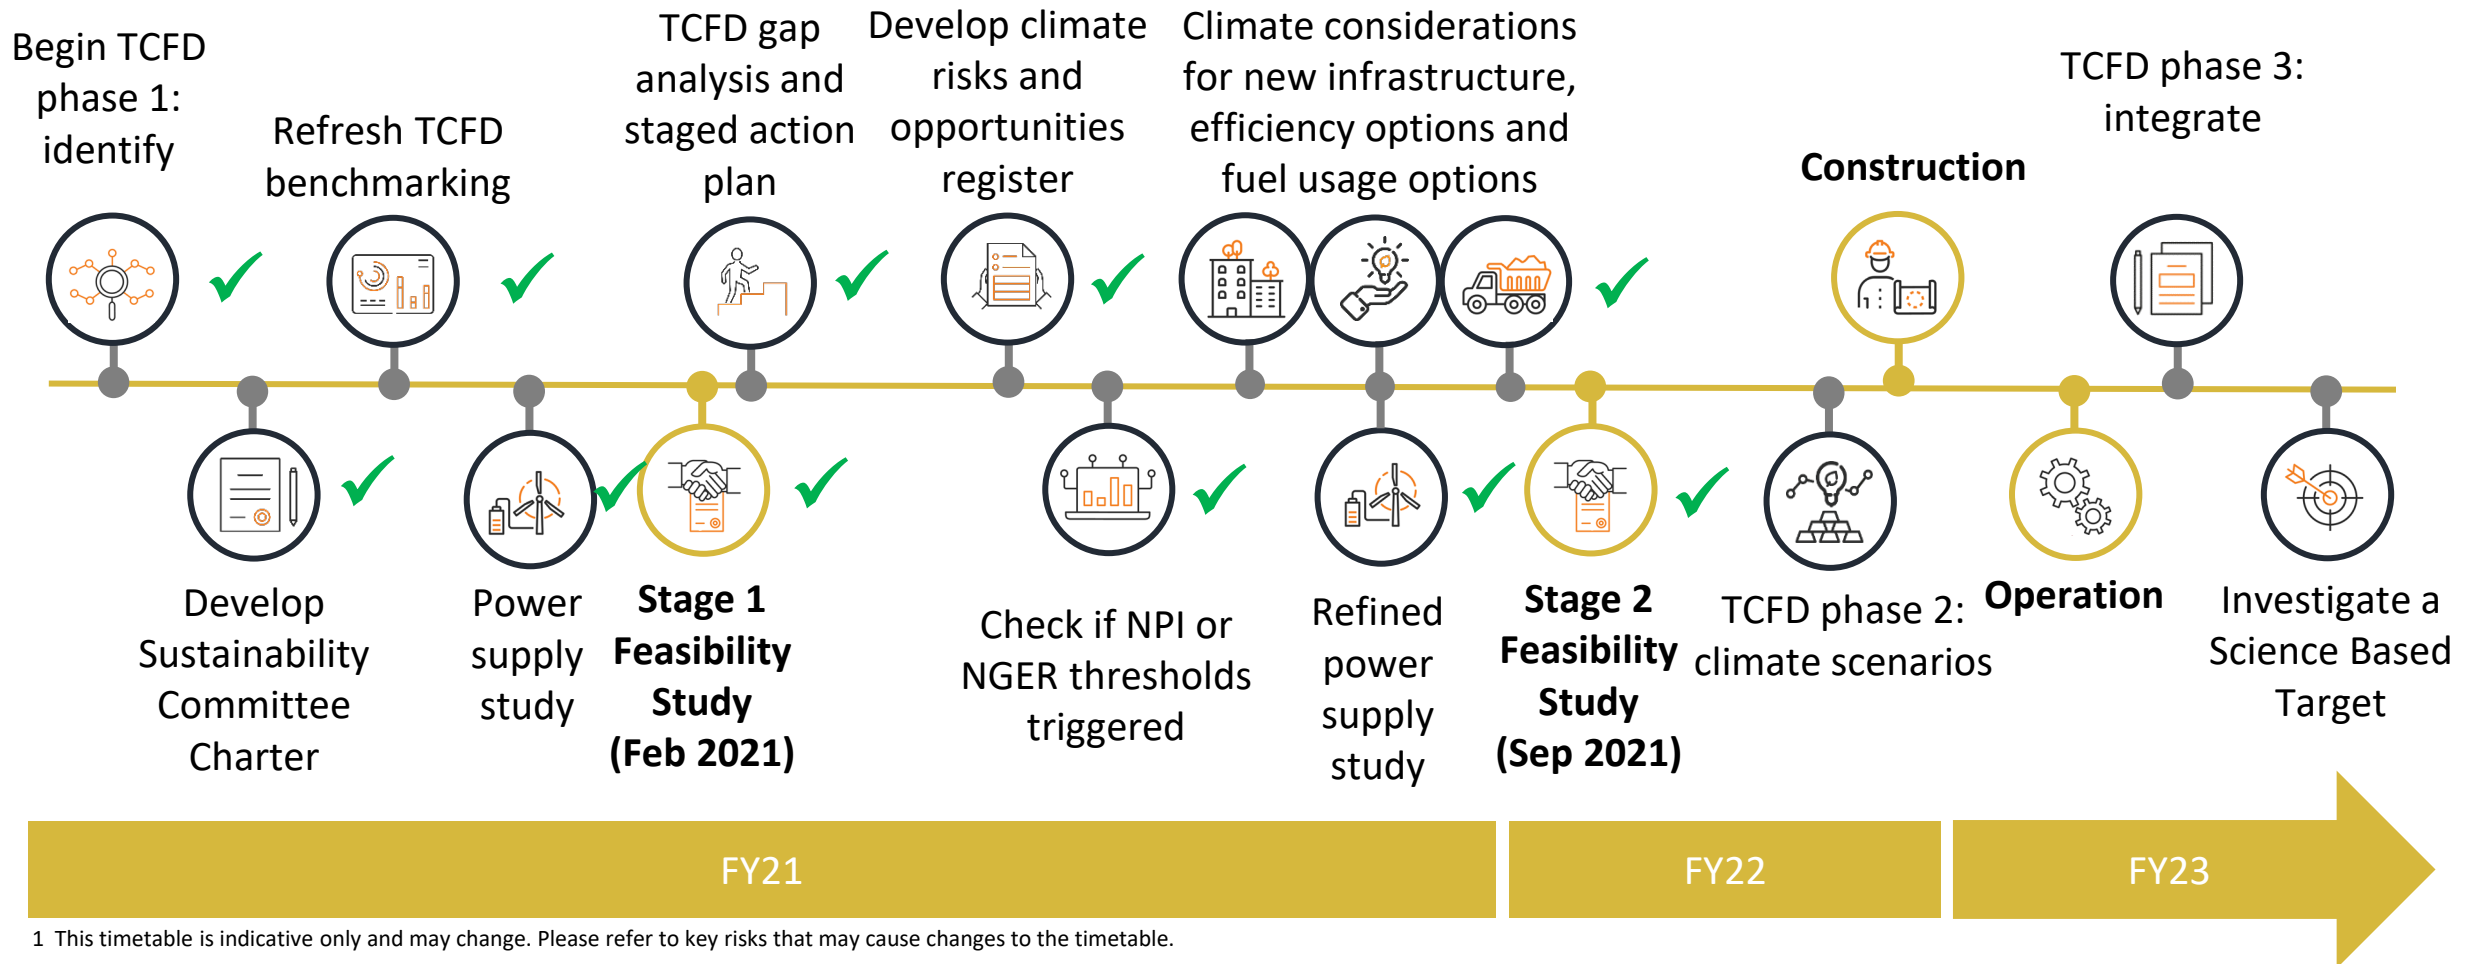 Begin TCFD
phase 1:
identify
Refresh TCFD
benchmarking
TCFD gap
analysis and
staged action
plan
Develop climate
risks and
opportunities
register
Climate considerations
for new infrastructure,
efficiency options and
fuel usage options
Construction
TCFD phase 3:
integrate
Develop
Sustainability
Committee
Charter
Power
supply
study
Stage 1
Feasibility
Study
(Feb 2021)
Check if NPI or
NGER thresholds
triggered
Refined
power
supply
study
Stage 2
Feasibility
Study
(Sep 2021)
TCFD phase 2:
climate scenarios
Operation
Investigate a
Science Based
Target
FY21
FY22
FY23
1 This timetable is indicative only and may change. Please refer to key risks that may cause changes to the timetable.